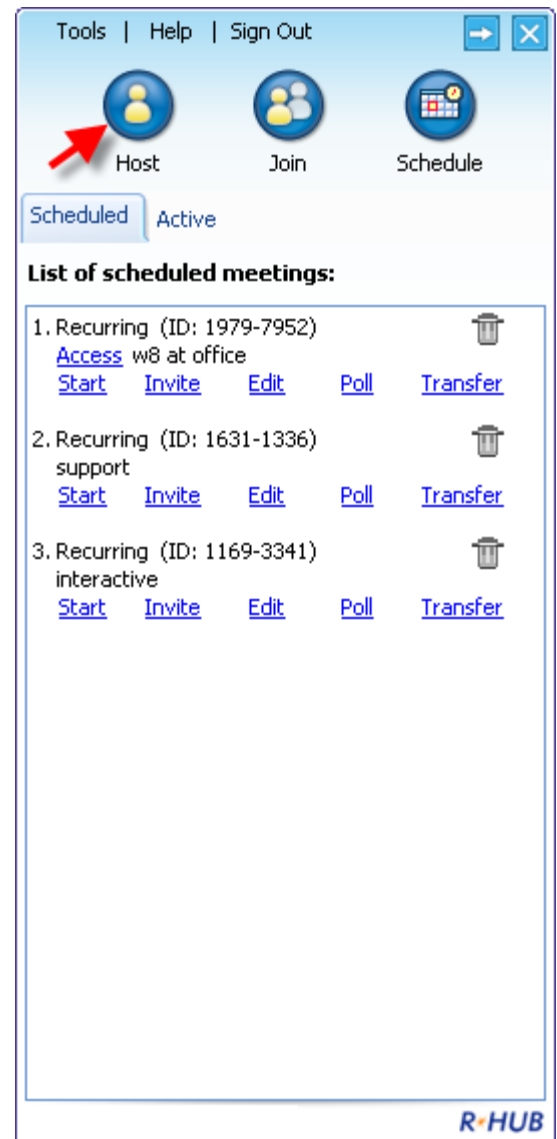 Tools | Help | Sign Out
Host Join Schedule
Scheduled Active
List of scheduled meetings:
1. Recurring (ID: 1979-7952)
Access w8 at office
Start Invite Edit Poll Transfer
2. Recurring (ID: 1631-1336)
support
Start Invite Edit Poll Transfer
3. Recurring (ID: 1169-3341)
interactive
Start Invite Edit Poll Transfer
R-HUB